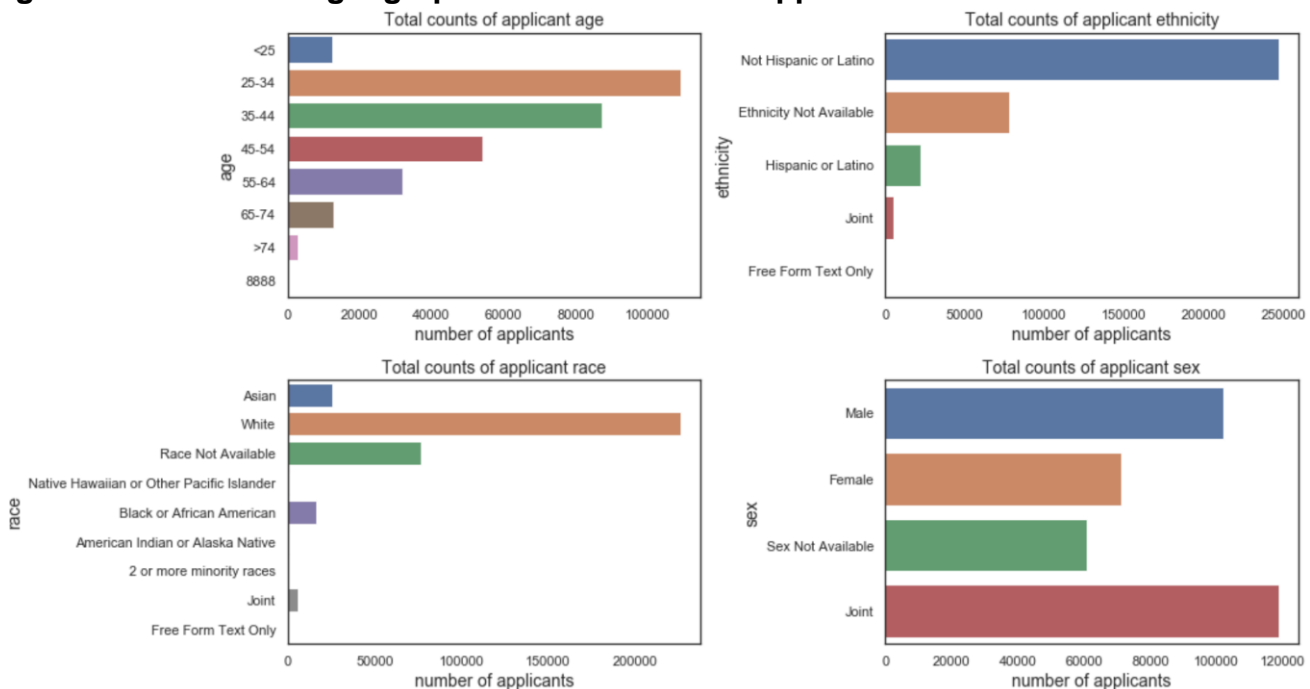 Total counts of applicant age
age
<25
25-34
35-44
45-54
55-64
65-74
>74
8888
0 20000 40000 60000 80000 100000
number of applicants
Total counts of applicant ethnicity
ethnicity
Not Hispanic or Latino
Ethnicity Not Available
Hispanic or Latino
Joint
Free Form Text Only
0 50000 100000 150000 200000 250000
number of applicants
Total counts of applicant race
race
Asian
White
Race Not Available
Native Hawaiian or Other Pacific Islander
Black or African American
American Indian or Alaska Native
2 or more minority races
Joint
Free Form Text Only
0 50000 100000 150000 200000
number of applicants
Total counts of applicant sex
sex
Male
Female
Sex Not Available
Joint
0 20000 40000 60000 80000 100000 120000
number of applicants